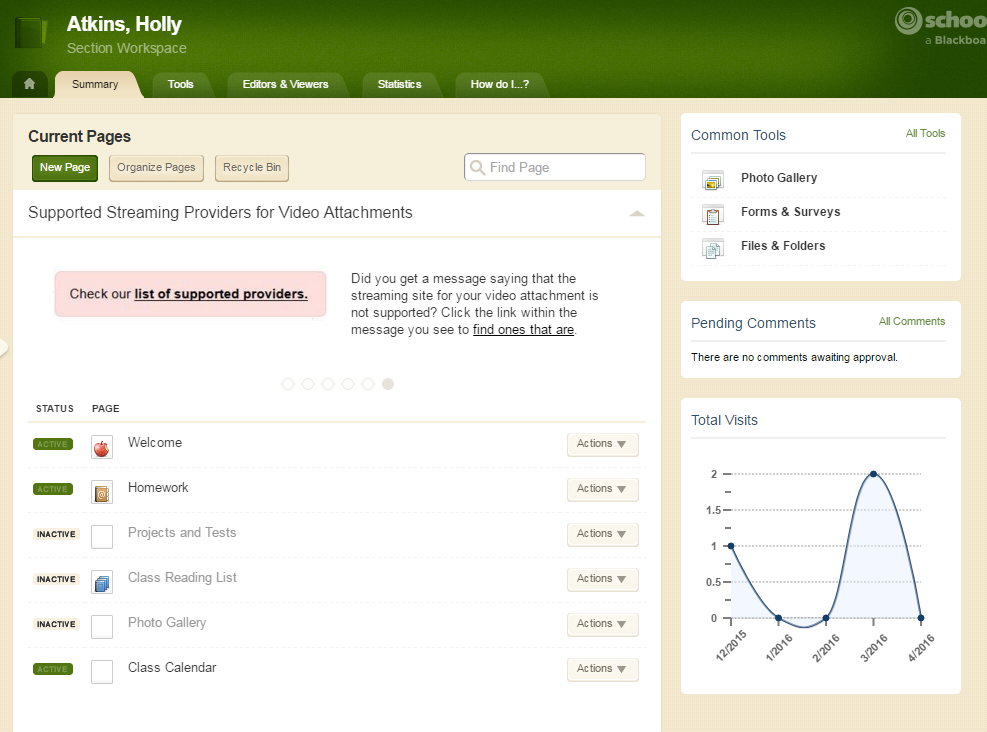 Atkins, Holly
Section Workspace
schoo
a Blackboa
Summary
Tools
Editors & Viewers
Statistics
How do I...?
Current Pages
New Page
Organize Pages
Recycle Bin
Find Page
Supported Streaming Providers for Video Attachments
Check our list of supported providers.
Did you get a message saying that the
streaming site for your video attachment is
not supported? Click the link within the
message you see to find ones that are.
STATUS PAGE
ACTIVE Welcome Actions
ACTIVE Homework Actions
INACTIVE Projects and Tests Actions
INACTIVE Class Reading List Actions
INACTIVE Photo Gallery Actions
ACTIVE Class Calendar Actions
Common Tools All Tools
Photo Gallery
Forms & Surveys
Files & Folders
Pending Comments All Comments
There are no comments awaiting approval.
Total Visits
2
1.5
1
0.5
0
12/2015 1/2016 2/2016 3/2016 4/2016